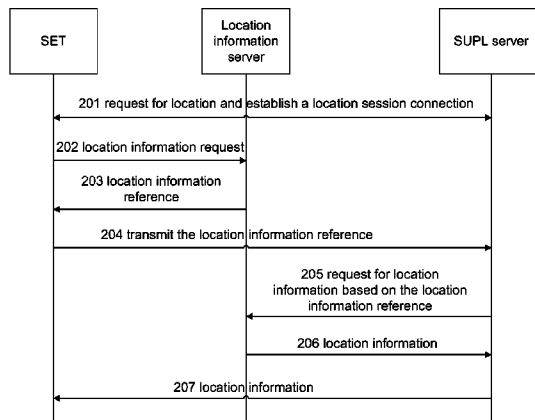 SET
Location
information
server
SUPL server
201 request for location and establish a location session connection
202 location information request
203 location information
reference
204 transmit the location information reference
205 request for location
information based on the location
information reference
206 location information
207 location information